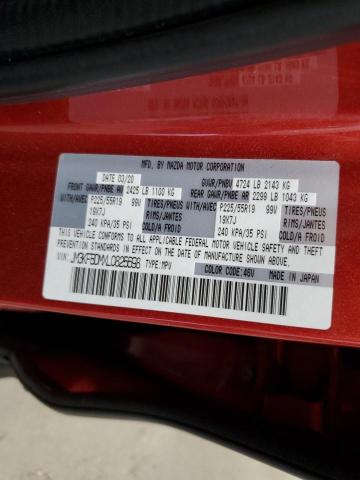 MFD. BY MAZDA MOTOR CORPORATION
DATE 03/20 GVWR/PNBV 4724 LB 2143 KG
FRONT GAWR/PNBE AV 2425 LB 1100 KG REAR GAWR/PNBE AR 2299 LB 1043 KG
WITH/AVEC P225/55R19 99V TIRES/PNEUS WITH/AVEC P225/55R19 99V TIRES/PNEUS
19X7J RIMS/JANTES 19X7J RIMS/JANTES
240 KPA/35 PSI COLD/A FROID 240 KPA/35 PSI COLD/A FROID
THIS VEHICLE CONFORMS TO ALL APPLICABLE FEDERAL MOTOR VEHICLE SAFETY, BUMPER, AND THEFT
PREVENTION STANDARDS IN EFFECT ON THE DATE OF MANUFACTURE SHOWN ABOVE.
COLOR CODE: 46V MADE IN JAPAN
VIN: TYPE: MPV